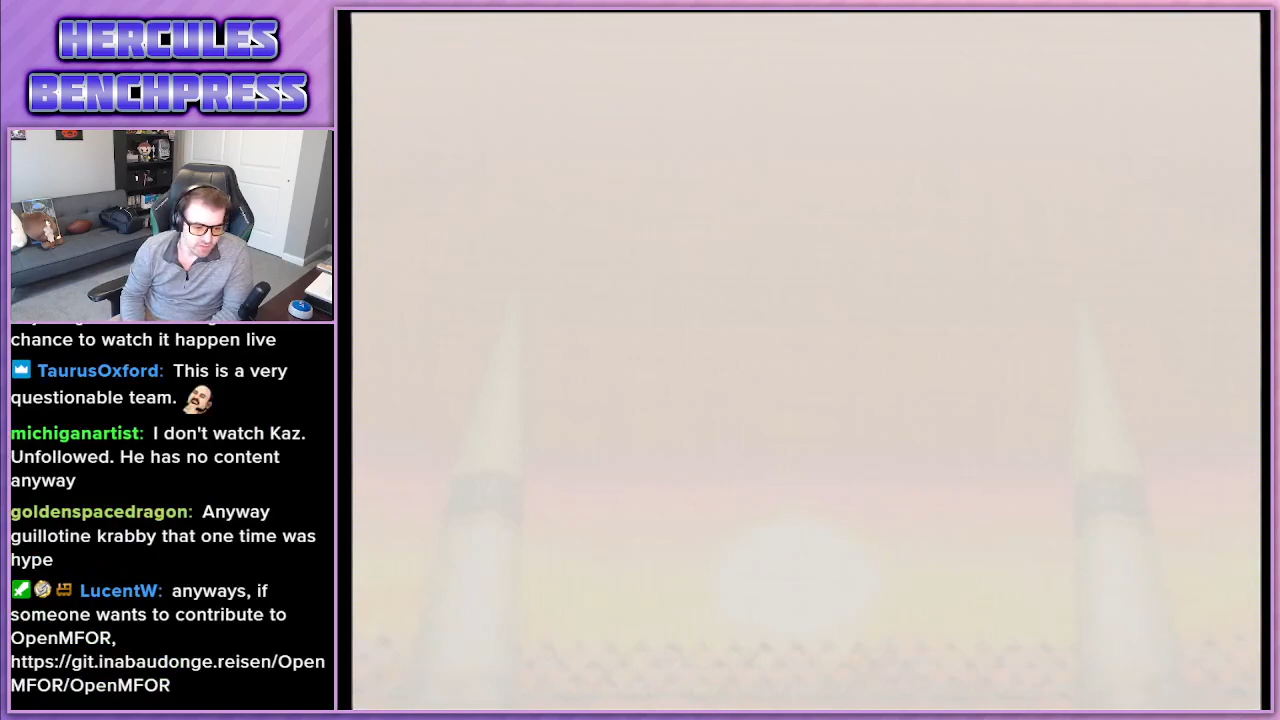 HERCULES
BENCHPRESS
chance to watch it happen live
TaurusOxford: This is a very
questionable team.
michiganartist: I don't watch Kaz.
Unfollowed. He has no content
anyway
goldenspacedragon: Anyway
guillotine krabby that one time was
hype
LucentW: anyways, if
someone wants to contribute to
OpenMFOR,
https://git.inabaudonge.reisen/Open
MFOR/OpenMFOR